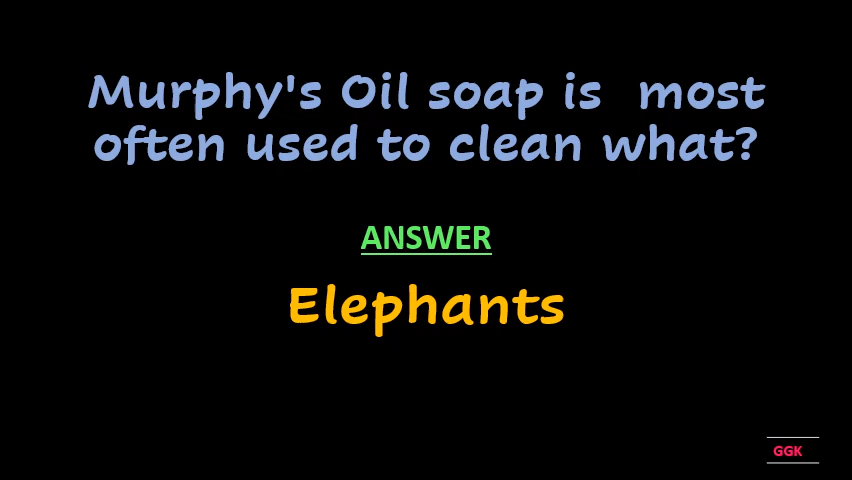 Murphy's Oil soap is  most
often used to clean what?
ANSWER
Elephants
GGK